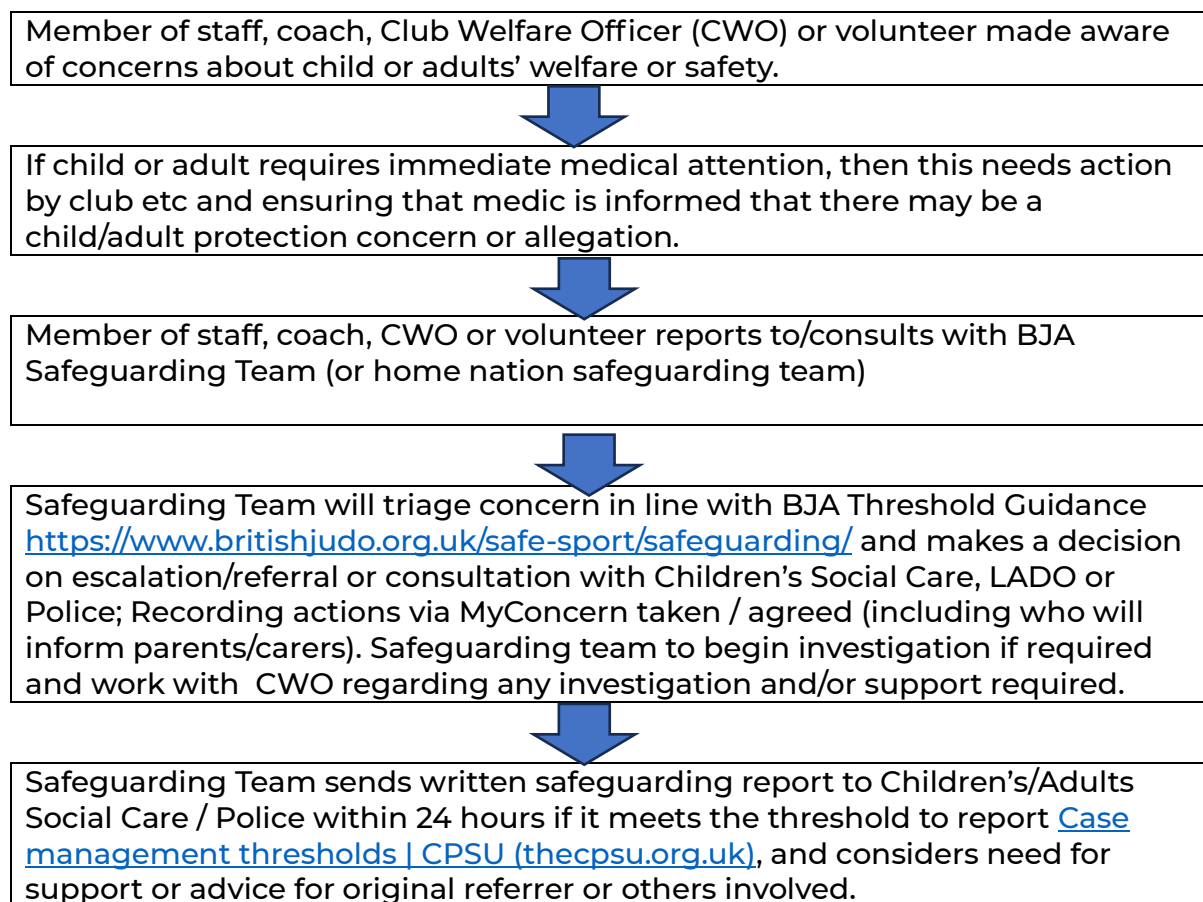 Member of staff, coach, Club Welfare Officer (CWO) or volunteer made aware
of concerns about child or adults’ welfare or safety.
If child or adult requires immediate medical attention, then this needs action
by club etc and ensuring that medic is informed that there may be a
child/adult protection concern or allegation.
Member of staff, coach, CWO or volunteer reports to/consults with BJA
Safeguarding Team (or home nation safeguarding team)
Safeguarding Team will triage concern in line with BJA Threshold Guidance
https://www.britishjudo.org.uk/safe-sport/safeguarding/ and makes a decision
on escalation/referral or consultation with Children’s Social Care, LADO or
Police; Recording actions via MyConcern taken / agreed (including who will
inform parents/carers). Safeguarding team to begin investigation if required
and work with  CWO regarding any investigation and/or support required.
Safeguarding Team sends written safeguarding report to Children’s/Adults
Social Care / Police within 24 hours if it meets the threshold to report Case
management thresholds | CPSU (thecpsu.org.uk), and considers need for
support or advice for original referrer or others involved.